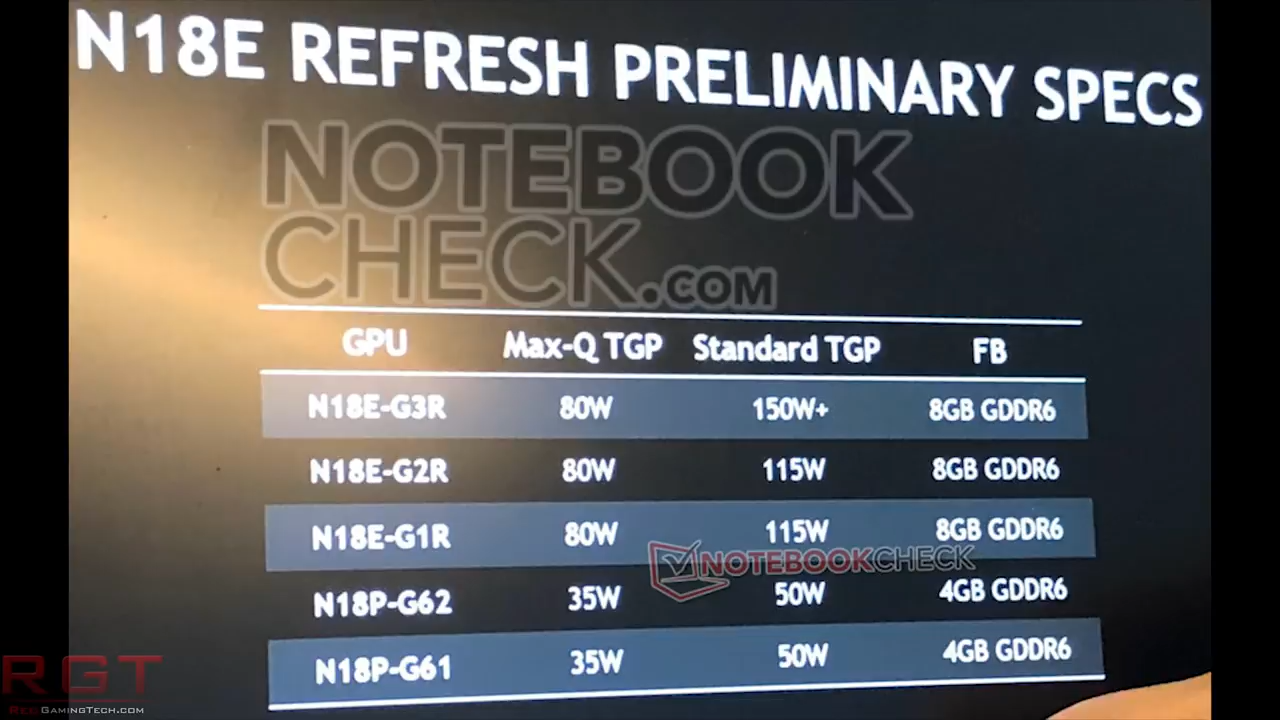 N18E REFRESH PRELIMINARY SPECS
NOTEBOOK
CHECK.COM
GPU Max-Q TGP Standard TGP FB
N18E-G3R 80W 150W+ 8GB GDDR6
N18E-G2R 80W 115W 8GB GDDR6
N18E-G1R 80W 115W 8GB GDDR6
NOTEBOOKCHECK
N18P-G62 35W 50W 4GB GDDR6
N18P-G61 35W 50W 4GB GDDR6
RGT
REDGAMINGTECH.COM